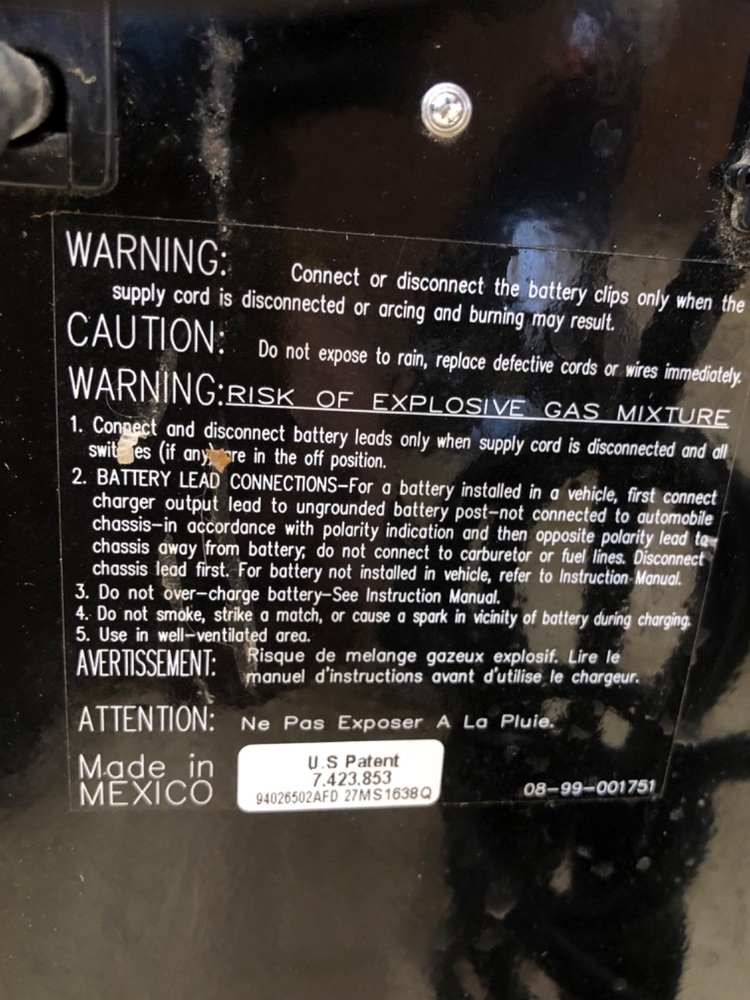 WARNING: Connect or disconnect the battery clips only when the
supply cord is disconnected or arcing and burning may result.
CAUTION: Do not expose to rain, replace defective cords or wires immediately.
WARNING: RISK OF EXPLOSIVE GAS MIXTURE
1. Connect and disconnect battery leads only when supply cord is disconnected and all
switches (if any) are in the off position.
2. BATTERY LEAD CONNECTIONS-For a battery installed in a vehicle, first connect
charger output lead to ungrounded battery post-not connected to automobile
chassis-in accordance with polarity indication and then opposite polarity lead to
chassis away from battery; do not connect to carburetor or fuel lines. Disconnect
chassis lead first. For battery not installed in vehicle, refer to Instruction Manual.
3. Do not over-charge battery-See Instruction Manual.
4. Do not smoke, strike a match, or cause a spark in vicinity of battery during charging.
5. Use in well-ventilated area.
AVERTISSEMENT: Risque de melange gazeux explosif. Lire le
manuel d'instructions avant d'utilise le chargeur.
ATTENTION: Ne Pas Exposer A La Pluie.
Made in
MEXICO
U.S Patent
7.423.853
94026502AFD 27MS1638Q
08-99-001751